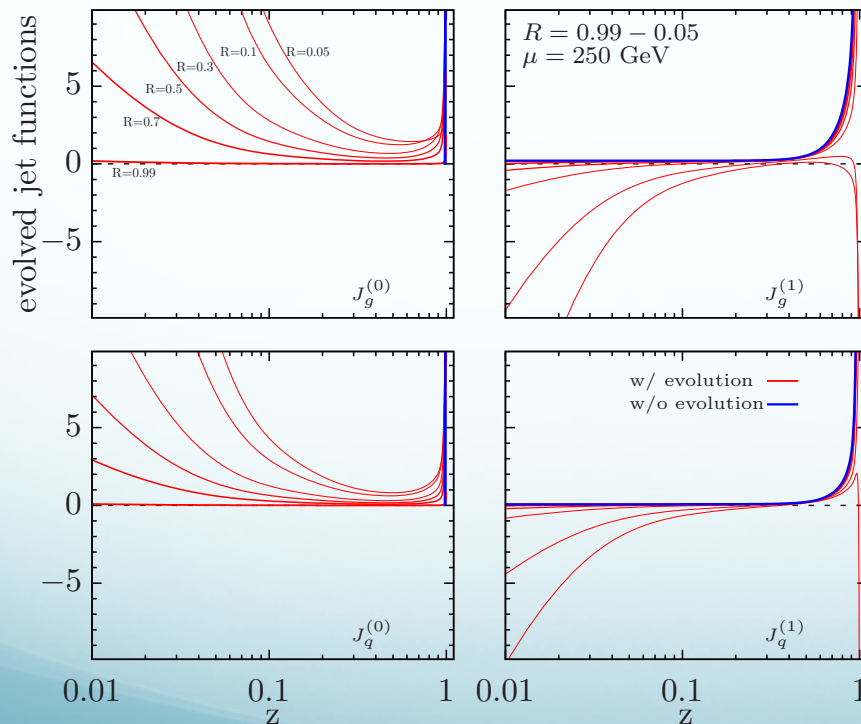 evolved jet functions
5
0
−5
R=0.05
R=0.1
R=0.3
R=0.5
R=0.7
R=0.99
J_g^{(0)}
R = 0.99 − 0.05
μ = 250 GeV
J_g^{(1)}
5
0
−5
J_q^{(0)}
w/ evolution
w/o evolution
J_q^{(1)}
0.01 0.1 1 0.01 0.1 1
z z